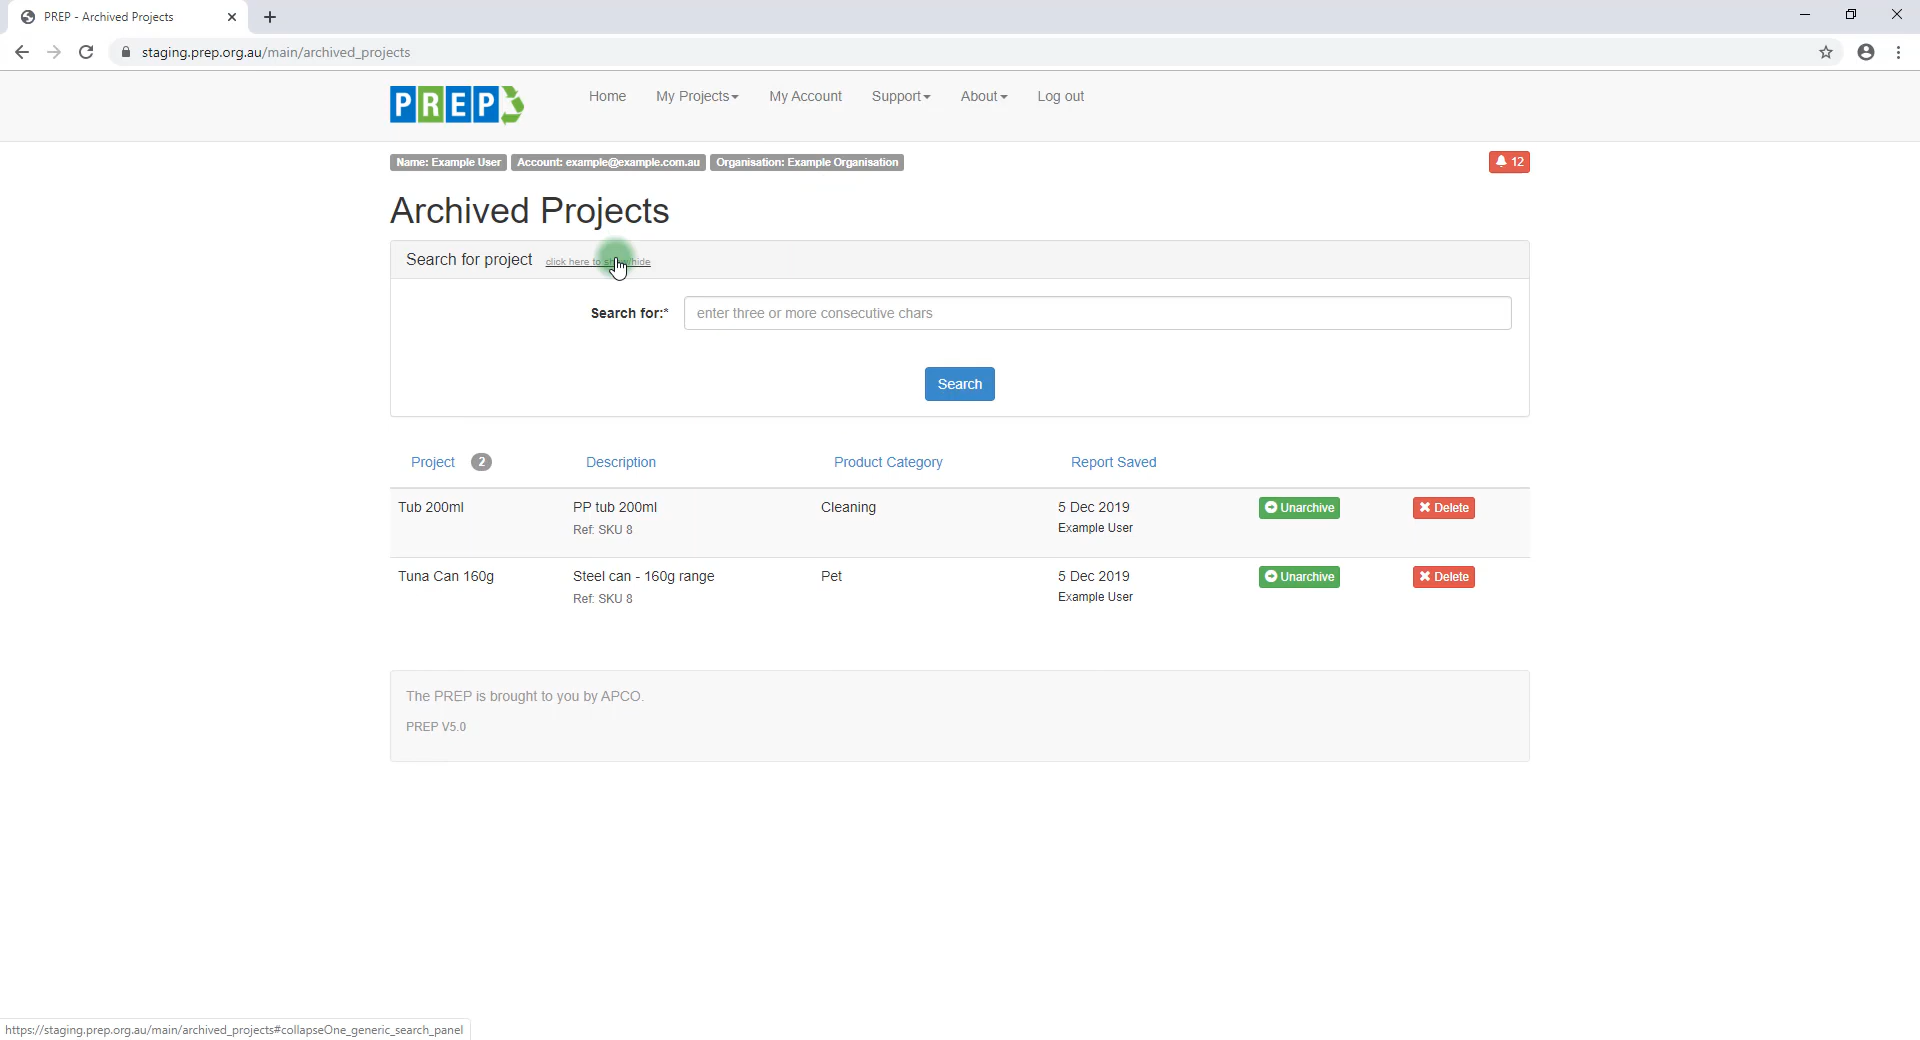 PREP - Archived Projects
staging.prep.org.au/main/archived_projects
PREP
Home My Projects My Account Support About Log out
Name: Example User Account: example@example.com.au Organisation: Example Organisation 12
Archived Projects
Search for project click here to show/hide
Search for:* enter three or more consecutive chars
Search
Project 2 Description Product Category Report Saved
Tub 200ml PP tub 200ml Cleaning 5 Dec 2019 Unarchive Delete
Ref: SKU 8 Example User
Tuna Can 160g Steel can - 160g range Pet 5 Dec 2019 Unarchive Delete
Ref: SKU 8 Example User
The PREP is brought to you by APCO.
PREP V5.0
https://staging.prep.org.au/main/archived_projects#collapseOne_generic_search_panel